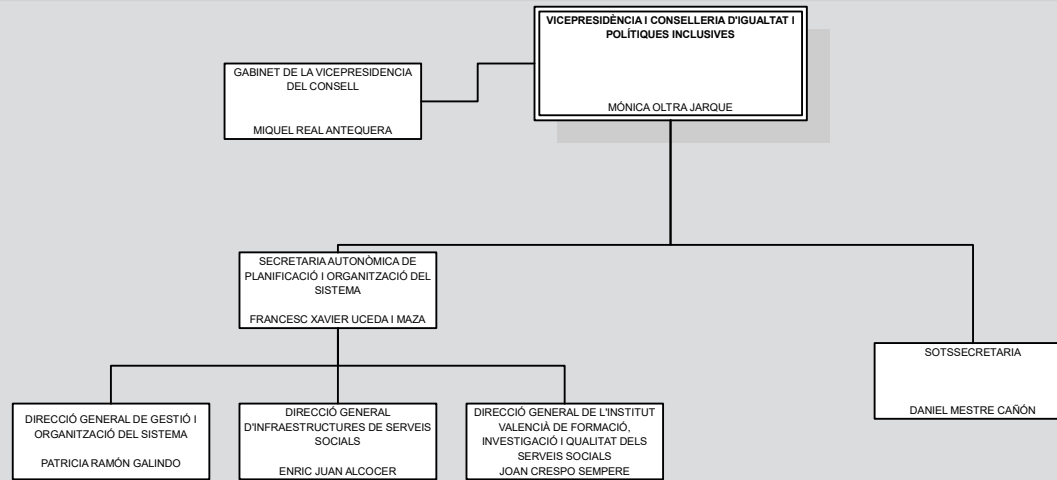 VICEPRESIDÈNCIA I CONSELLERIA D'IGUALTAT I
POLÍTIQUES INCLUSIVES
MÓNICA OLTRA JARQUE
GABINET DE LA VICEPRESIDENCIA
DEL CONSELL
MIQUEL REAL ANTEQUERA
SECRETARIA AUTONÒMICA DE
PLANIFICACIÓ I ORGANITZACIÓ DEL
SISTEMA
FRANCESC XAVIER UCEDA I MAZA
SOTSSECRETARIA
DANIEL MESTRE CAÑÓN
DIRECCIÓ GENERAL DE GESTIÓ I
ORGANITZACIÓ DEL SISTEMA
PATRICIA RAMÓN GALINDO
DIRECCIÓ GENERAL
D'INFRAESTRUCTURES DE SERVEIS
SOCIALS
ENRIC JUAN ALCOCER
DIRECCIÓ GENERAL DE L'INSTITUT
VALENCIÀ DE FORMACIÓ,
INVESTIGACIÓ I QUALITAT DELS
SERVEIS SOCIALS
JOAN CRESPO SEMPERE